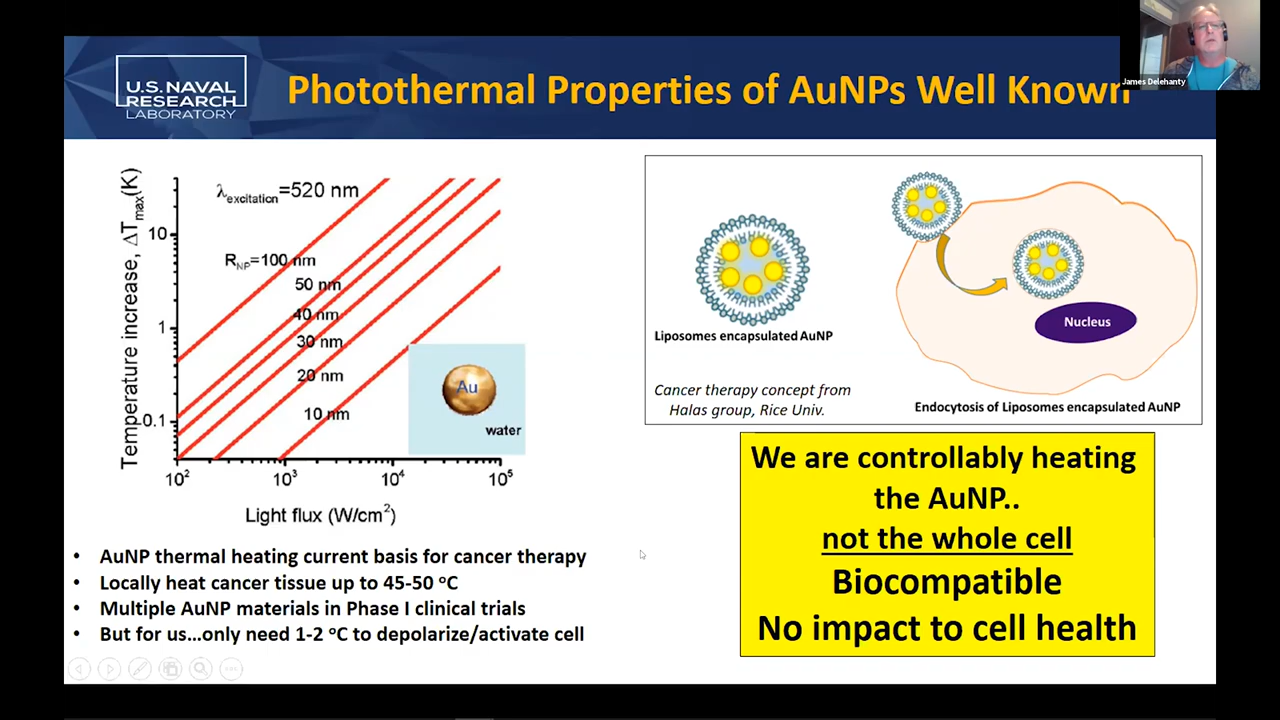 James Delehanty
U.S. NAVAL
RESEARCH
LABORATORY
Photothermal Properties of AuNPs Well Known
Temperature increase, ΔTmax(K)
10
1
0.1
λexcitation=520 nm
RNP=100 nm
50 nm
40 nm
30 nm
20 nm
10 nm
Au
water
10²
10³
10⁴
10⁵
Light flux (W/cm²)
Liposomes encapsulated AuNP
Cancer therapy concept from
Halas group, Rice Univ.
Nucleus
Endocytosis of Liposomes encapsulated AuNP
• AuNP thermal heating current basis for cancer therapy
• Locally heat cancer tissue up to 45-50 ºC
• Multiple AuNP materials in Phase I clinical trials
• But for us...only need 1-2 ºC to depolarize/activate cell
We are controllably heating
the AuNP..
not the whole cell
Biocompatible
No impact to cell health